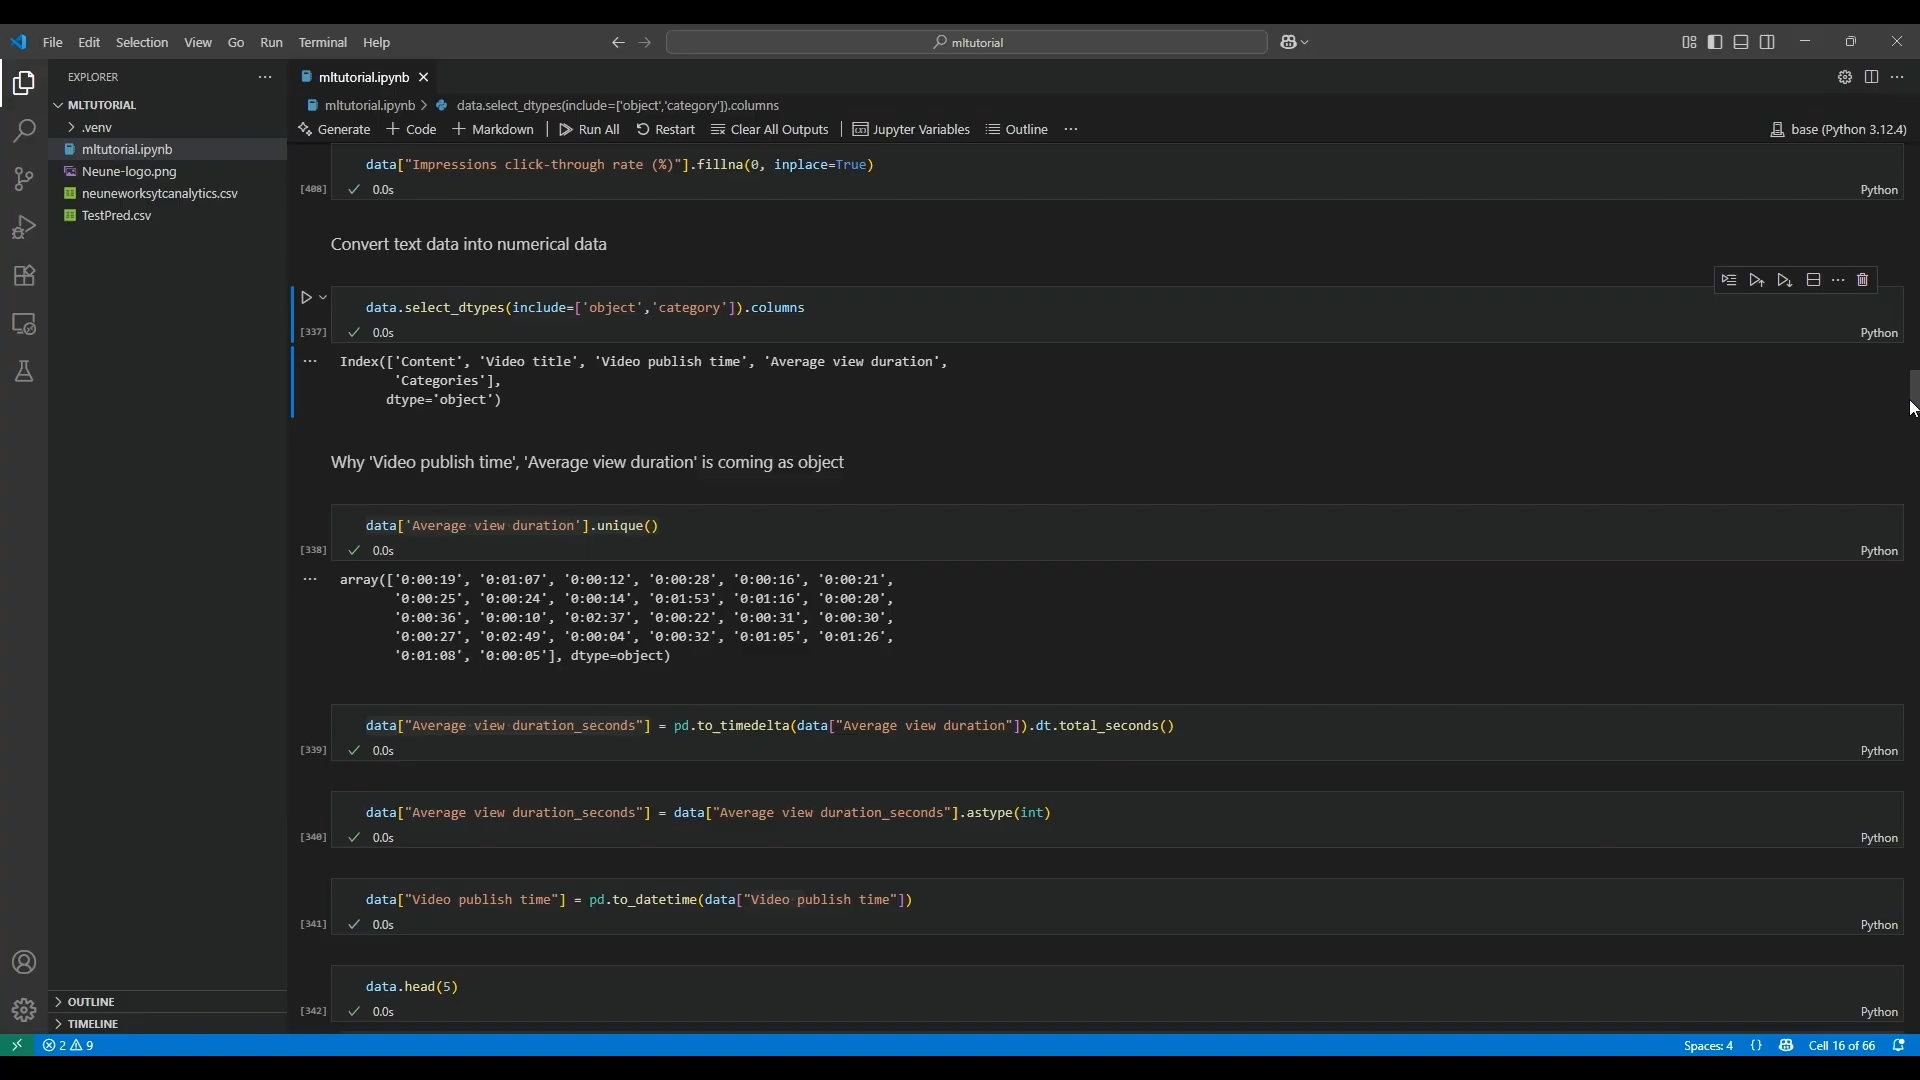 File Edit Selection View Go Run Terminal Help
mltutorial
EXPLORER
MLTUTORIAL
.venv
mltutorial.ipynb
Neune-logo.png
neuneworksytcanalytics.csv
TestPred.csv
OUTLINE
TIMELINE
mltutorial.ipynb
mltutorial.ipynb > data.select_dtypes(include=['object','category']).columns
Generate + Code + Markdown Run All Restart Clear All Outputs Jupyter Variables Outline ...
base (Python 3.12.4)
data["Impressions click-through rate (%)"].fillna(0, inplace=True)
[408] ✓ 0.0s Python
Convert text data into numerical data
data.select_dtypes(include=['object','category']).columns
[337] ✓ 0.0s Python
Index(['Content', 'Video title', 'Video publish time', 'Average view duration',
'Categories'],
dtype='object')
Why 'Video publish time', 'Average view duration' is coming as object
data['Average view duration'].unique()
[338] ✓ 0.0s Python
array(['0:00:19', '0:01:07', '0:00:12', '0:00:28', '0:00:16', '0:00:21',
'0:00:25', '0:00:24', '0:00:14', '0:01:53', '0:01:16', '0:00:20',
'0:00:36', '0:00:10', '0:02:37', '0:00:22', '0:00:31', '0:00:30',
'0:00:27', '0:02:49', '0:00:04', '0:00:32', '0:01:05', '0:01:26',
'0:01:08', '0:00:05'], dtype=object)
data["Average view duration_seconds"] = pd.to_timedelta(data["Average view duration"]).dt.total_seconds()
[339] ✓ 0.0s Python
data["Average view duration_seconds"] = data["Average view duration_seconds"].astype(int)
[340] ✓ 0.0s Python
data["Video publish time"] = pd.to_datetime(data["Video publish time"])
[341] ✓ 0.0s Python
data.head(5)
[342] ✓ 0.0s Python
2 9
Spaces: 4 {} Cell 16 of 66